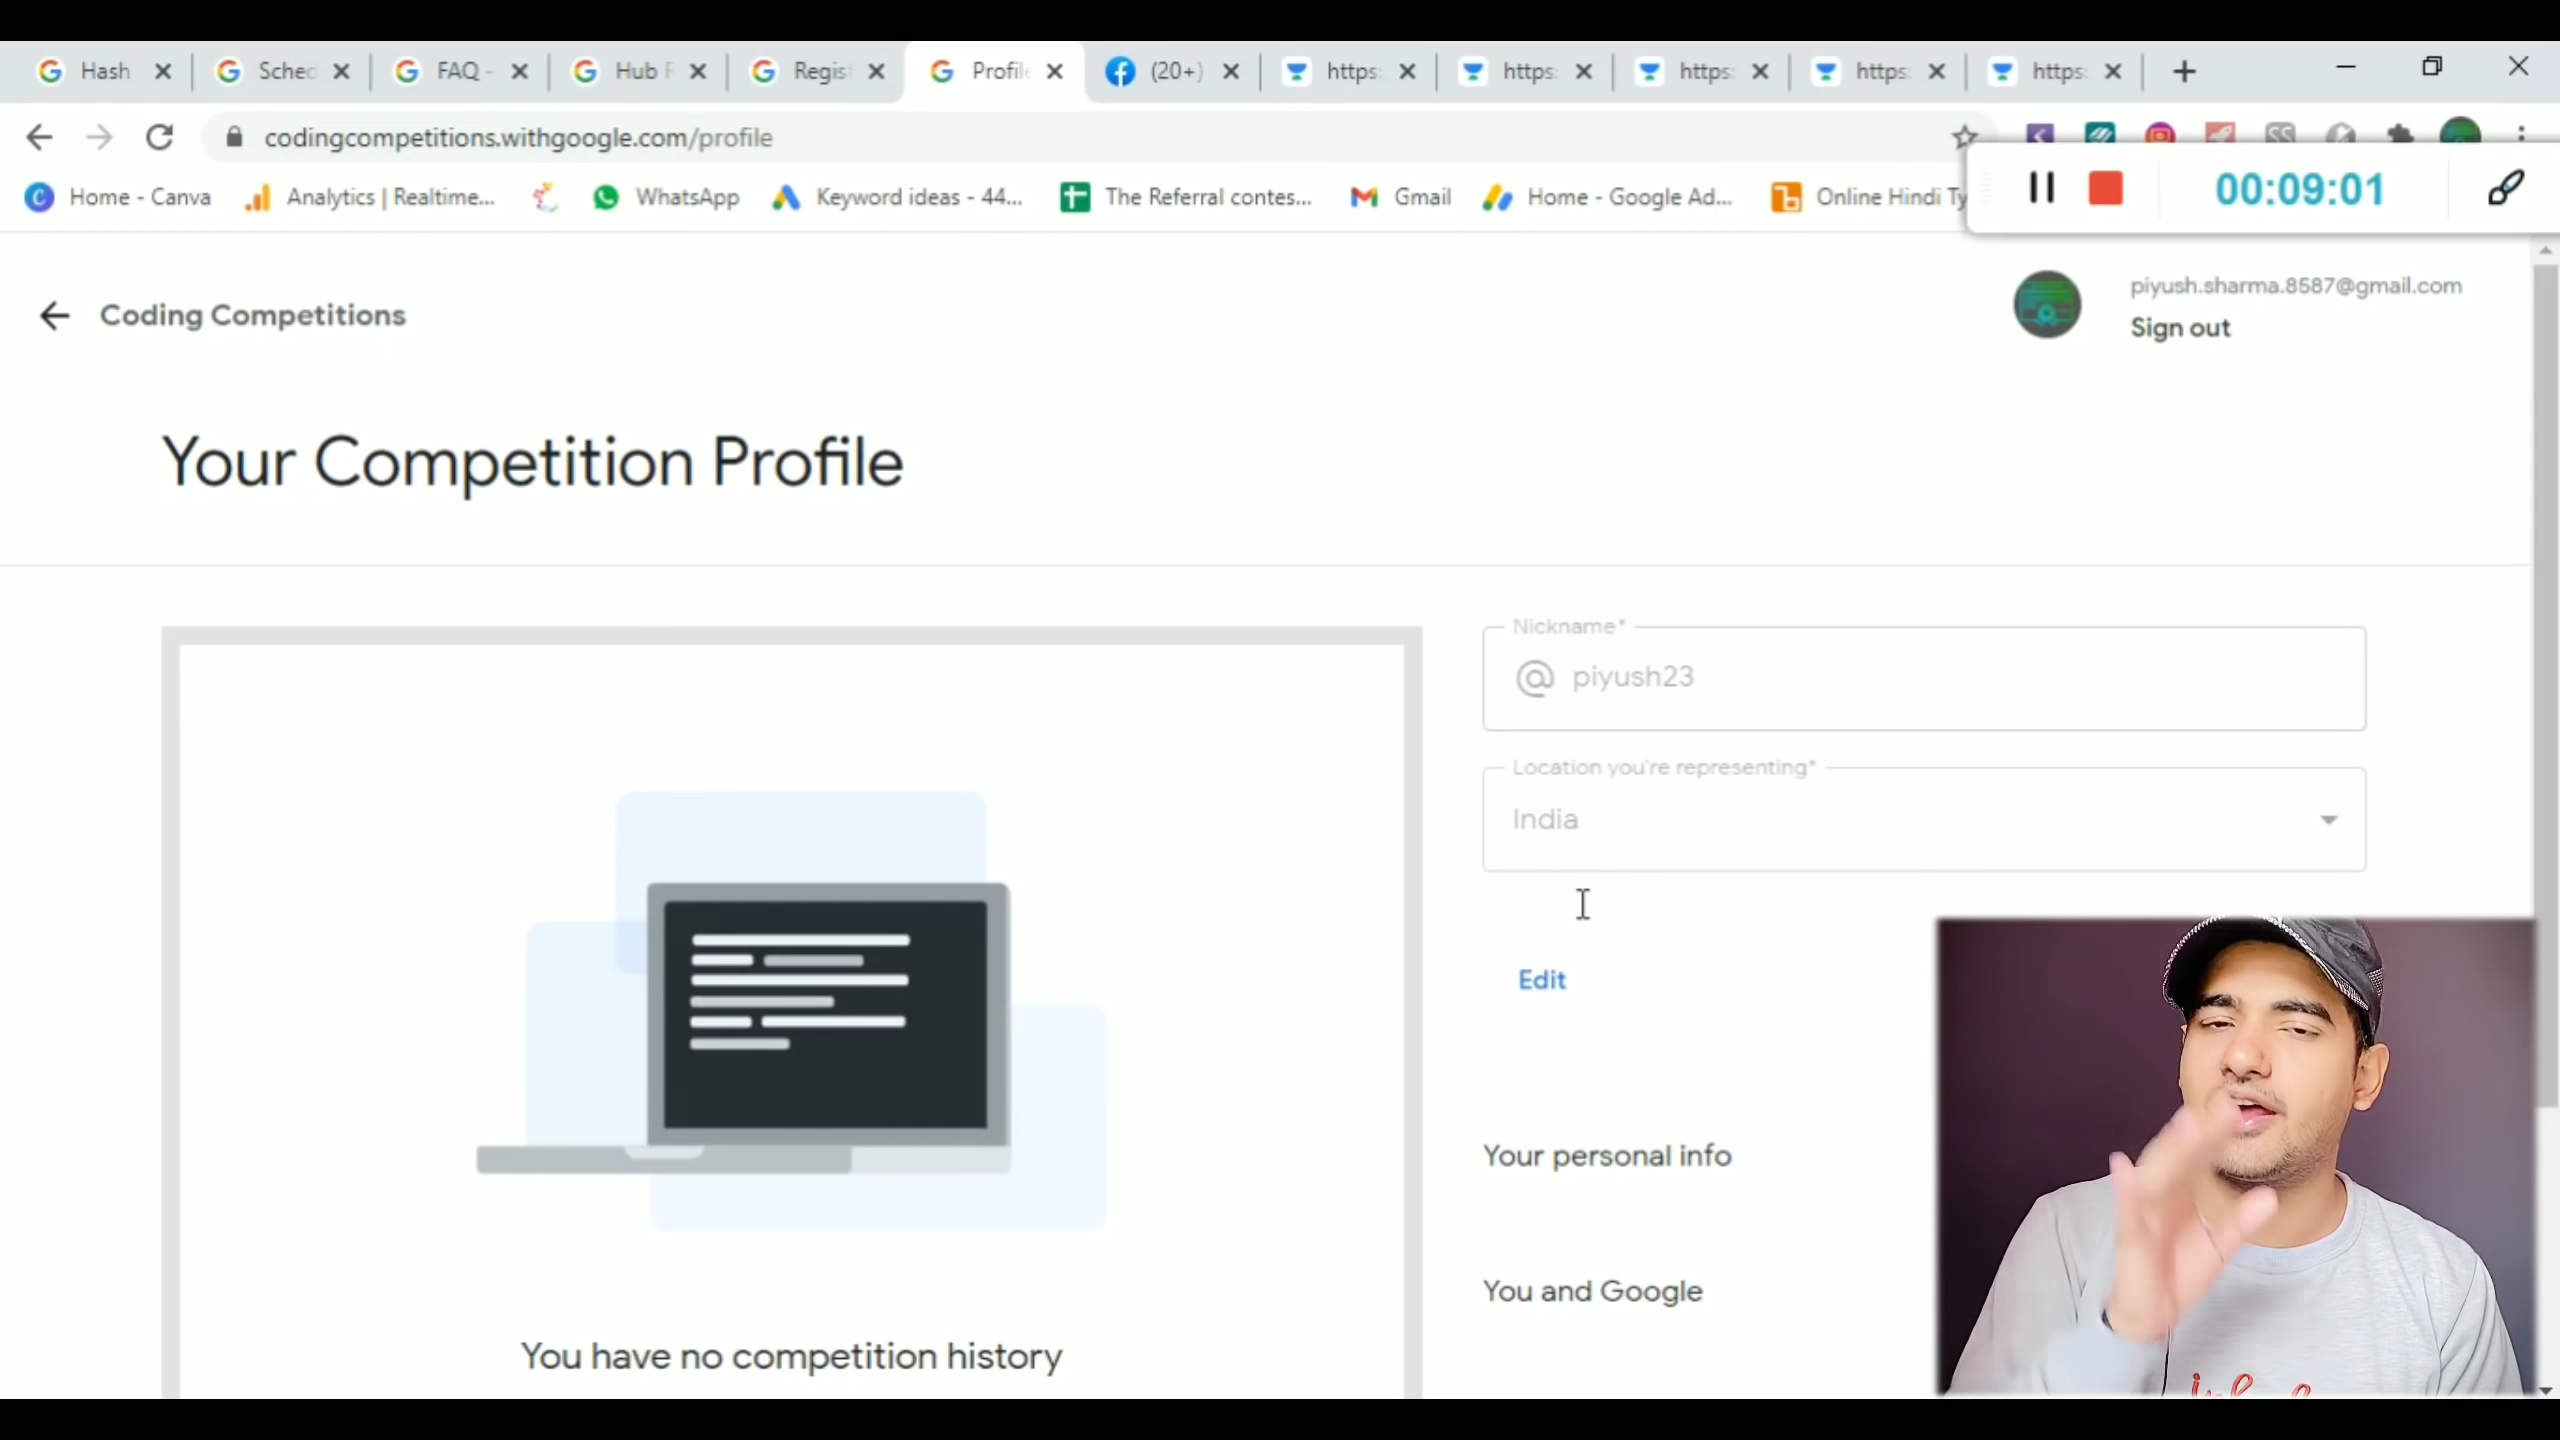 Hash
Sched
FAQ -
Hub F
Regist
Profile
(20+)
https:
https:
https:
https:
https:
codingcompetitions.withgoogle.com/profile
Home - Canva
Analytics | Realtime...
WhatsApp
Keyword ideas - 44...
The Referral contes...
Gmail
Home - Google Ad...
Online Hindi Ty
00:09:01
Coding Competitions
piyush.sharma.8587@gmail.com
Sign out
Your Competition Profile
Nickname*
@ piyush23
Location you're representing*
India
Edit
Your personal info
You and Google
You have no competition history